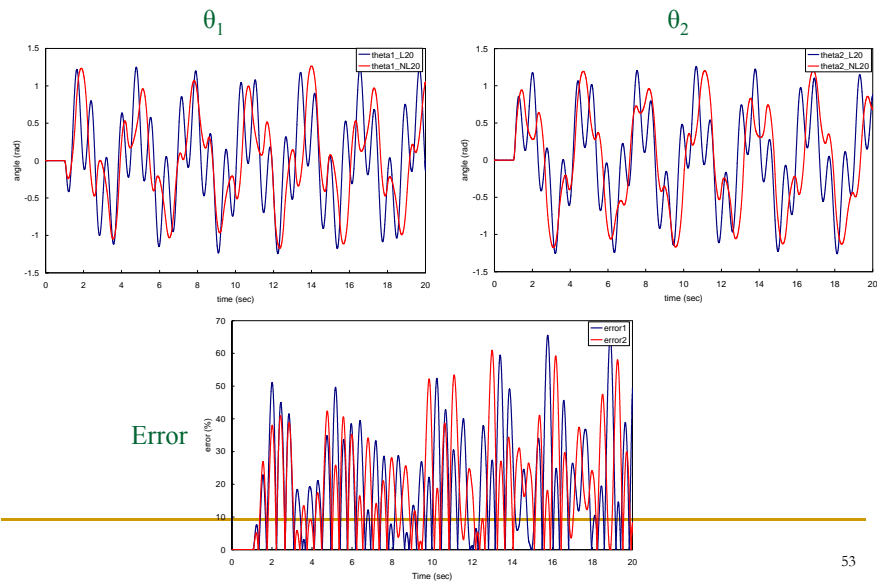 θ1
θ2
theta1_L20
theta1_NL20
1.5
1
0.5
0
-0.5
-1
-1.5
angle (rad)
0 2 4 6 8 10 12 14 16 18 20
time (sec)
theta2_L20
theta2_NL20
1.5
1
0.5
0
-0.5
-1
-1.5
angle (rad)
0 2 4 6 8 10 12 14 16 18 20
time (sec)
Error
error1
error2
70
60
50
40
30
20
10
0
error (%)
0 2 4 6 8 10 12 14 16 18 20
Time (sec)
53